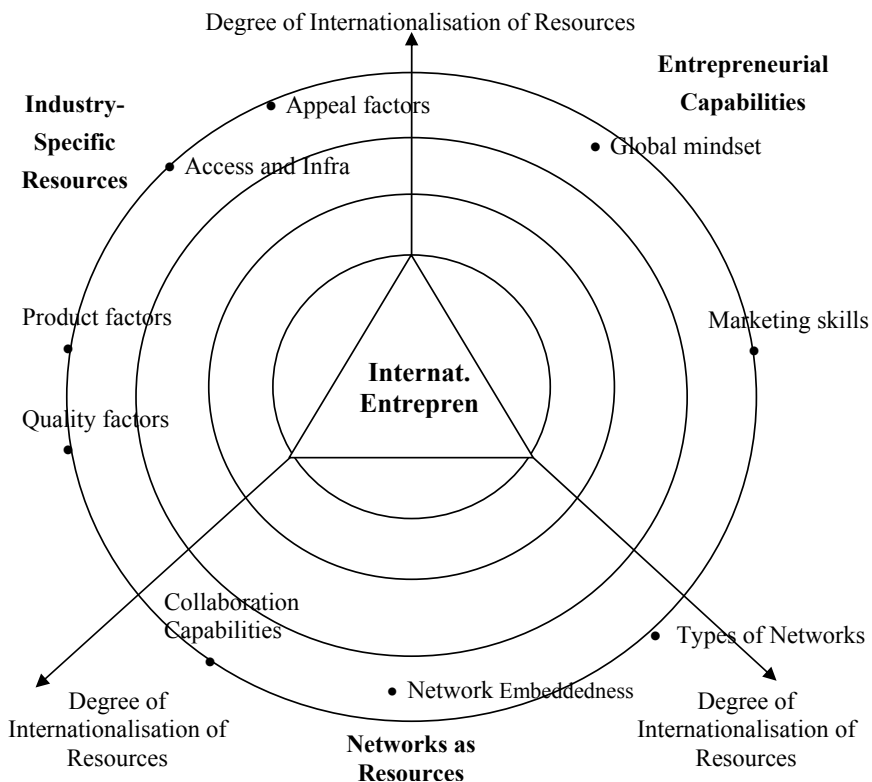 Degree of Internationalisation of Resources
Entrepreneurial
Capabilities
Industry-
Specific
Resources
Appeal factors
Global mindset
Access and Infra
Product factors
Marketing skills
Internat.
Entrepren
Quality factors
Collaboration
Capabilities
Types of Networks
Network Embeddedness
Degree of
Internationalisation of
Resources
Networks as
Resources
Degree of
Internationalisation of
Resources